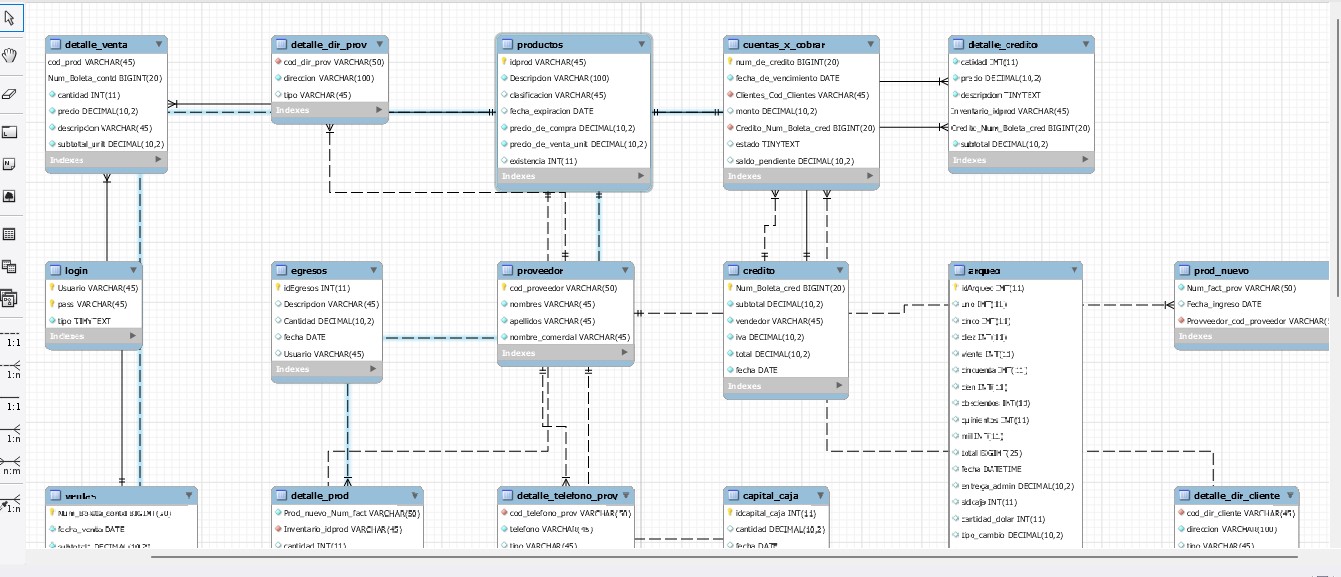 detalle_venta
cod_prod VARCHAR(45)
Num_Boleta_contd BIGINT(20)
cantidad INT(11)
precio DECIMAL(10,2)
descripcion VARCHAR(45)
subtotal_unit DECIMAL(10,2)
Indexes
detalle_dir_prov
cod_dir_prov VARCHAR(50)
direccion VARCHAR(100)
tipo VARCHAR(45)
Indexes
productos
idprod VARCHAR(45)
Descripcion VARCHAR(100)
clasificacion VARCHAR(45)
fecha_expiracion DATE
precio_de_compra DECIMAL(10,2)
precio_de_venta_unit DECIMAL(10,2)
existencia INT(11)
Indexes
cuentas_x_cobrar
num_de_credito BIGINT(20)
fecha_de_vencimiento DATE
Clientes_Cod_Clientes VARCHAR(45)
monto DECIMAL(10,2)
Credito_Num_Boleta_cred BIGINT(20)
estado TINYTEXT
saldo_pendiente DECIMAL(10,2)
Indexes
detalle_credito
catidad INT(11)
precio DECIMAL(10,2)
descripcion TINYTEXT
Inventario_idprod VARCHAR(45)
Credito_Num_Boleta_cred BIGINT(20)
subtotal DECIMAL(10,2)
Indexes
login
Usuario VARCHAR(45)
pass VARCHAR(45)
tipo TINYTEXT
Indexes
egresos
idEgresos INT(11)
Descripcion VARCHAR(45)
Cantidad DECIMAL(10,2)
fecha DATE
Usuario VARCHAR(45)
Indexes
proveedor
cod_proveedor VARCHAR(50)
nombres VARCHAR(45)
apellidos VARCHAR(45)
nombre_comercial VARCHAR(45)
Indexes
credito
Num_Boleta_cred BIGINT(20)
subtotal DECIMAL(10,2)
vendedor VARCHAR(45)
iva DECIMAL(10,2)
total DECIMAL(10,2)
fecha DATE
Indexes
arqueo
idArqueo INT(11)
uno INT(11)
cinco INT(11)
diez INT(11)
viente INT(11)
cincuenta INT(11)
cien INT(11)
doscientos INT(11)
quinientos INT(11)
mil INT(11)
total BIGINT(25)
fecha DATETIME
entrega_admin DECIMAL(10,2)
sldcaja INT(11)
cantidad_dolar INT(11)
tipo_cambio DECIMAL(10,2)
prod_nuevo
Num_fact_prov VARCHAR(50)
Fecha_ingreso DATE
Provveedor_cod_proveedor VARCHAR(
Indexes
1:1
1:n
1:1
1:n
n:m
1:n
ventas
Num_Boleta_contd BIGINT(20)
fecha_venta DATE
subtotal DECIMAL(10,2)
detalle_prod
Prod_nuevo_Num_fact VARCHAR(50)
Inventario_idprod VARCHAR(45)
cantidad INT(11)
detalle_telefono_prov
cod_telefono_prov VARCHAR(50)
telefono VARCHAR(45)
tipo VARCHAR(45)
capital_caja
idcapital_caja INT(11)
cantidad DECIMAL(10,2)
fecha DATE
detalle_dir_cliente
cod_dir_cliente VARCHAR(45)
direccion VARCHAR(100)
tipo VARCHAR(45)